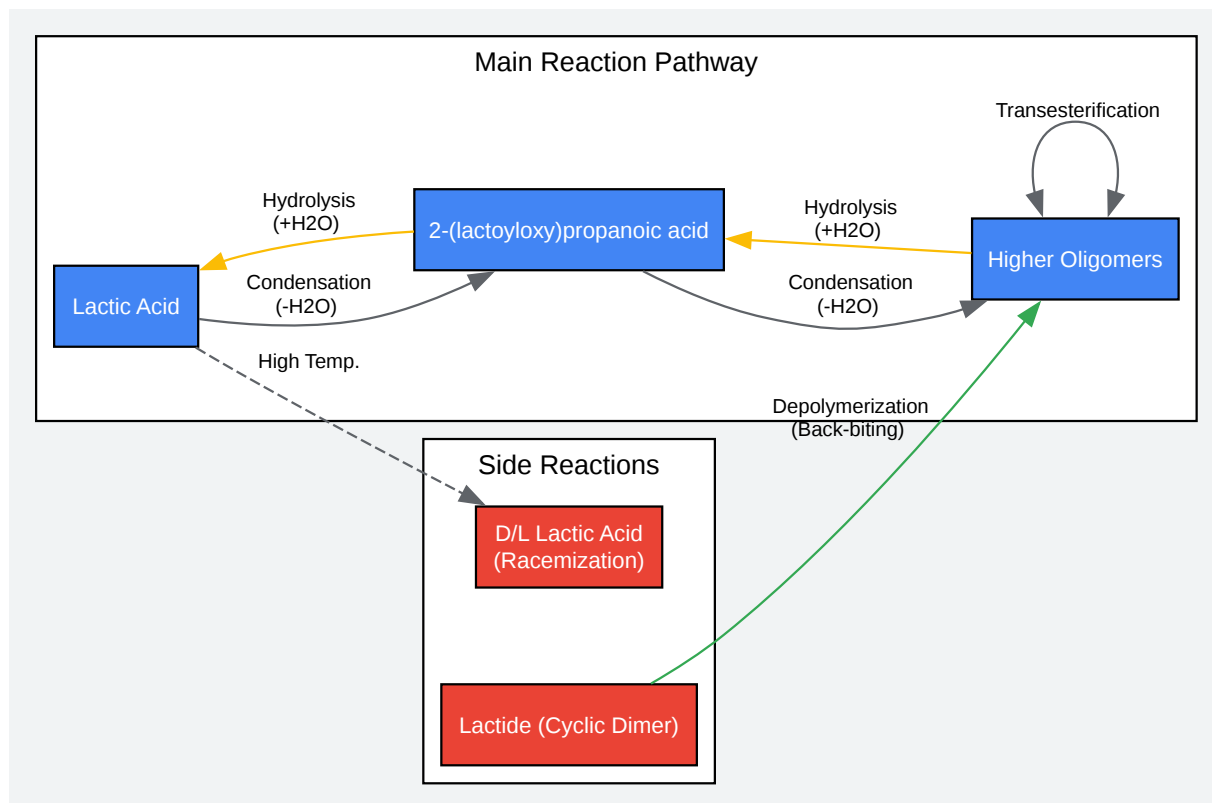 Main Reaction Pathway
Transesterification
Hydrolysis
(+H2O)
2-(lactoyloxy)propanoic acid
Hydrolysis
(+H2O)
Higher Oligomers
Lactic Acid
Condensation
(-H2O)
Condensation
(-H2O)
High Temp.
Depolymerization
(Back-biting)
Side Reactions
D/L Lactic Acid
(Racemization)
Lactide (Cyclic Dimer)